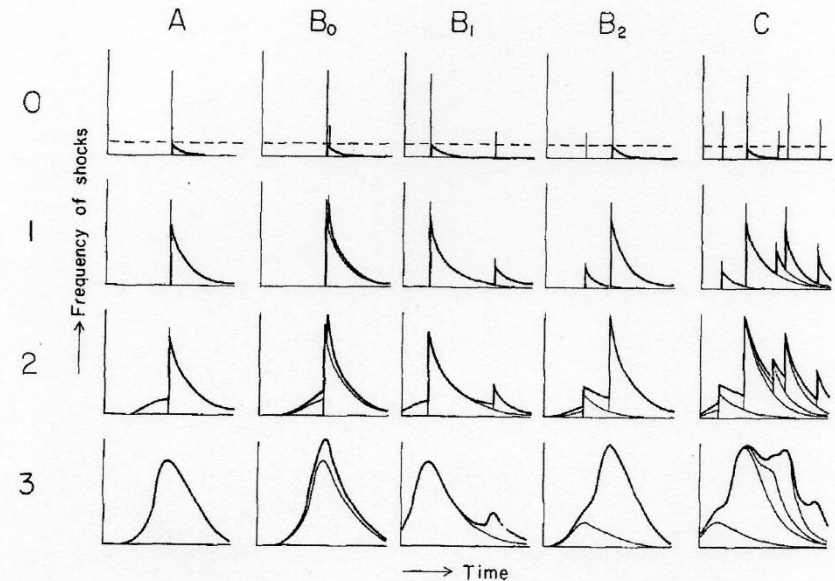 A B₀ B₁ B₂ C
0
1
2
3
→ Frequency of shocks
→ Time